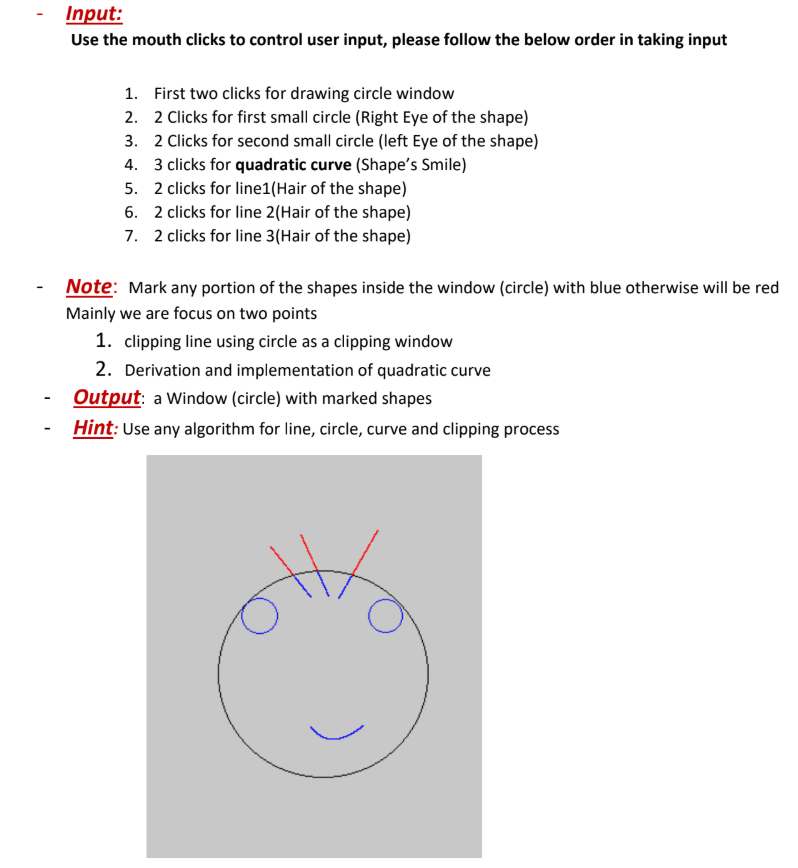 - Input:
Use the mouth clicks to control user input, please follow the below order in taking input
1. First two clicks for drawing circle window
2. 2 Clicks for first small circle (Right Eye of the shape)
3. 2 Clicks for second small circle (left Eye of the shape)
4. 3 clicks for quadratic curve (Shape's Smile)
5. 2 clicks for line1(Hair of the shape)
6. 2 clicks for line 2(Hair of the shape)
7. 2 clicks for line 3(Hair of the shape)
- Note: Mark any portion of the shapes inside the window (circle) with blue otherwise will be red
Mainly we are focus on two points
1. clipping line using circle as a clipping window
2. Derivation and implementation of quadratic curve
- Output: a Window (circle) with marked shapes
- Hint: Use any algorithm for line, circle, curve and clipping process